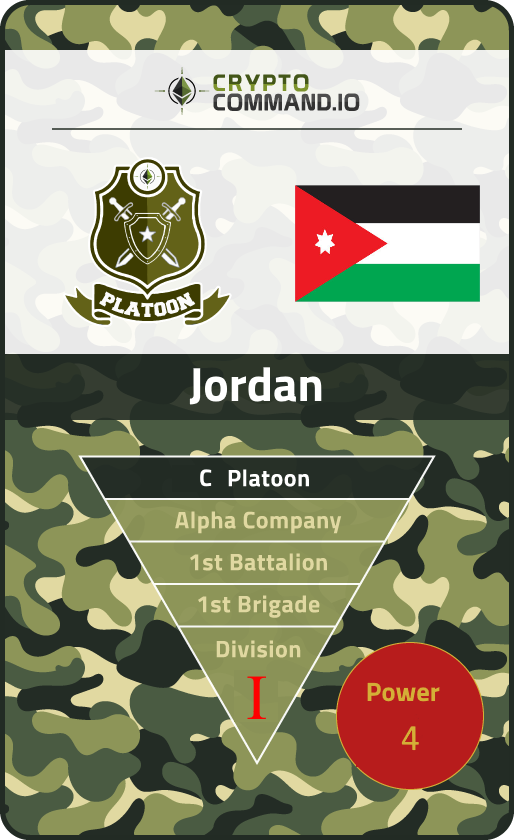 CRYPTO
COMMAND.IO
PLATOON
Jordan
C Platoon
Alpha Company
1st Battalion
1st Brigade
Division
I
Power
4